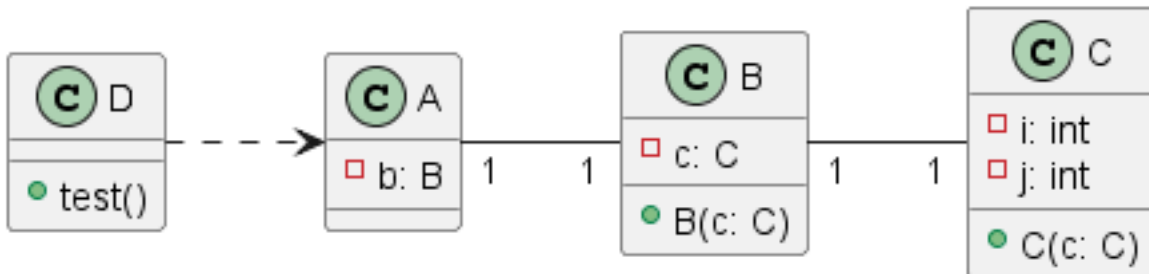 C D
test()
C A
b: B
1 1
C B
c: C
B(c: C)
1 1
C C
i: int
j: int
C(c: C)